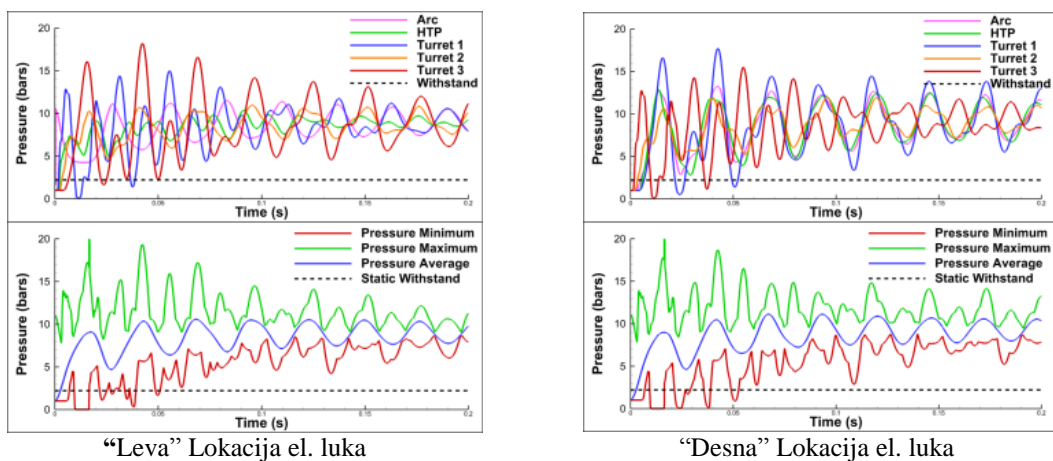 Arc
HTP
Turret 1
Turret 2
Turret 3
Withstand
Pressure (bars)
20
15
10
5
0
0
0.05
0.1
0.15
0.2
Time (s)
Pressure Minimum
Pressure Maximum
Pressure Average
Static Withstand
Pressure (bars)
20
15
10
5
0
0
0.05
0.1
0.15
0.2
Time (s)
“Leva” Lokacija el. luka
Arc
HTP
Turret 1
Turret 2
Turret 3
Withstand
Pressure (bars)
20
15
10
5
0
0
0.05
0.1
0.15
0.2
Time (s)
Pressure Minimum
Pressure Maximum
Pressure Average
Static Withstand
Pressure (bars)
20
15
10
5
0
0
0.05
0.1
0.15
0.2
Time (s)
“Desna” Lokacija el. luka